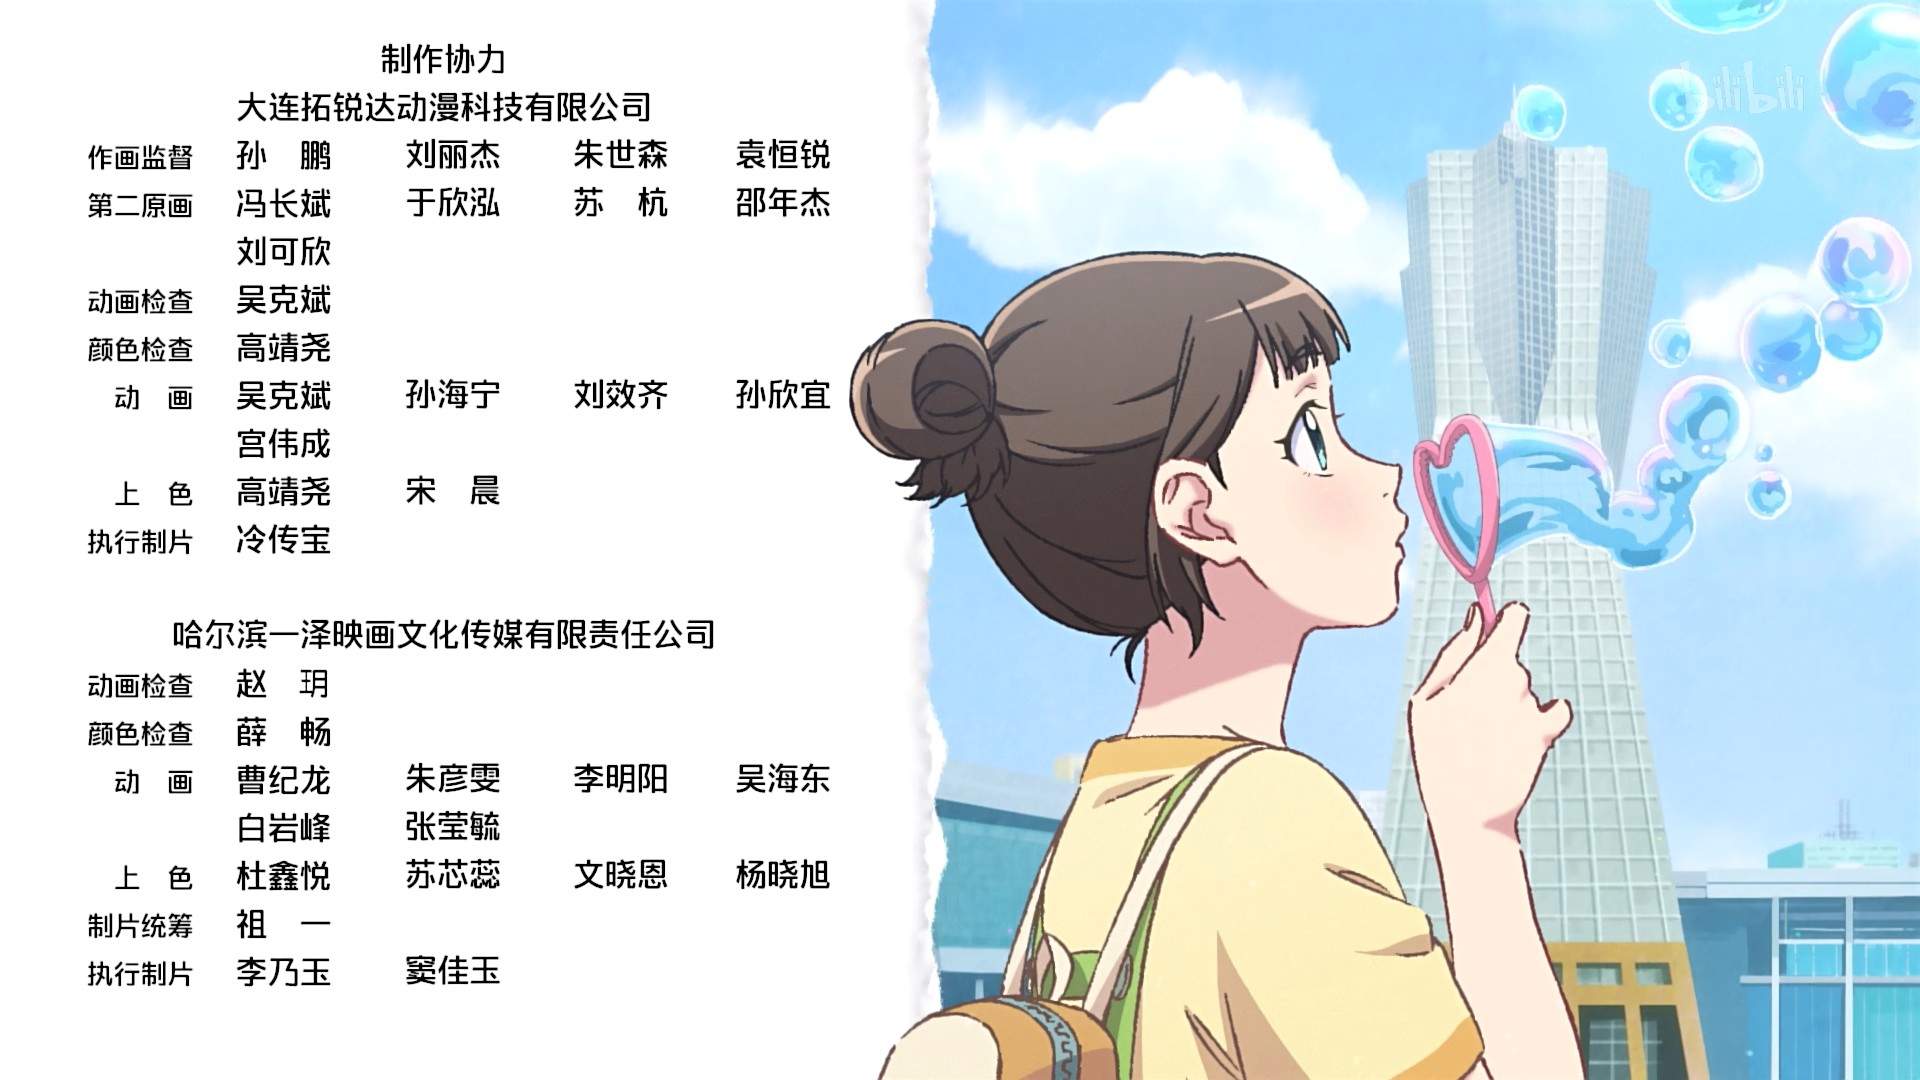 制作协力
大连拓锐达动漫科技有限公司
作画监督 孙 鹏 刘丽杰 朱世森 袁恒锐
第二原画 冯长斌 于欣泓 苏 杭 邵年杰
刘可欣
动画检查 吴克斌
颜色检查 高靖尧
动 画 吴克斌 孙海宁 刘效齐 孙欣宜
宫伟成
上 色 高靖尧 宋 晨
执行制片 冷传宝
哈尔滨一泽映画文化传媒有限责任公司
动画检查 赵 玥
颜色检查 薛 畅
动 画 曹纪龙 朱彦雯 李明阳 吴海东
白岩峰 张莹毓
上 色 杜鑫悦 苏芯蕊 文晓恩 杨晓旭
制片统筹 祖 一
执行制片 李乃玉 窦佳玉
bilibili